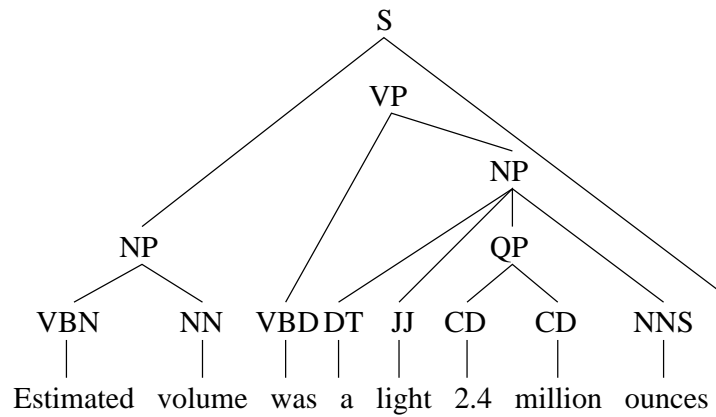 S
VP
NP
NP QP
VBN NN VBD DT JJ CD CD NNS
Estimated volume was a light 2.4 million ounces